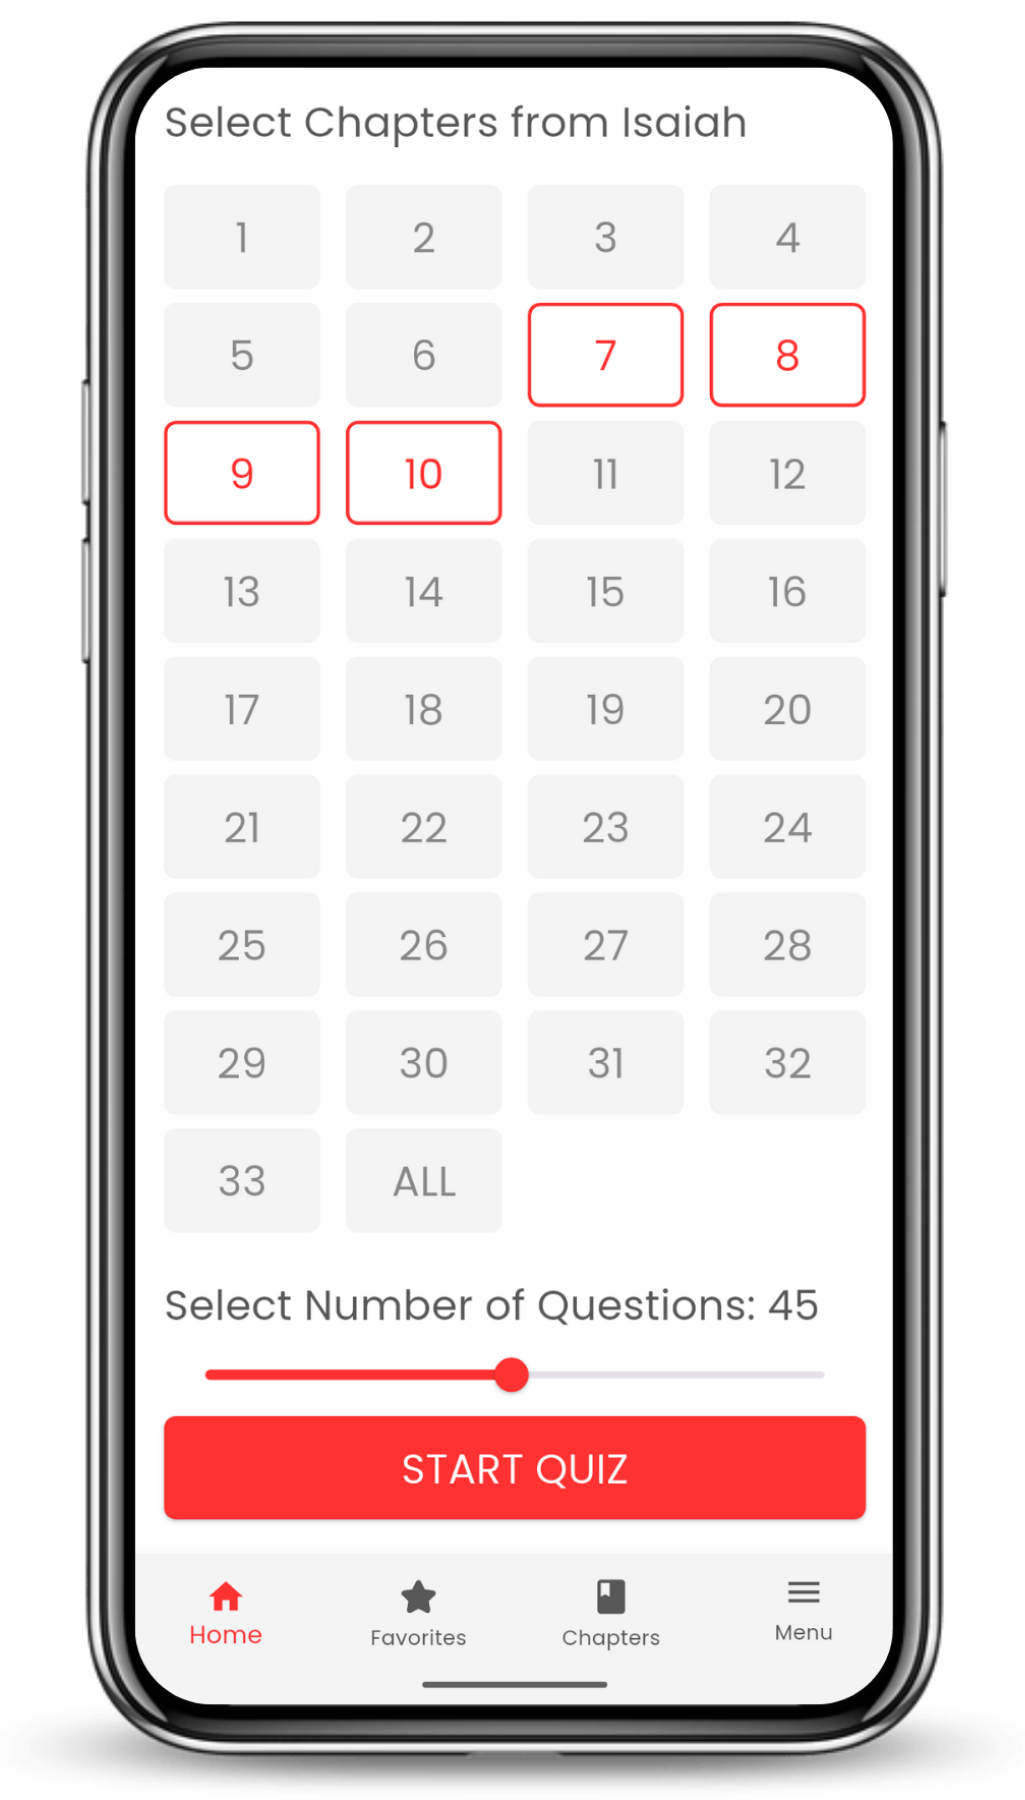 Select Chapters from Isaiah
1 2 3 4
5 6 7 8
9 10 11 12
13 14 15 16
17 18 19 20
21 22 23 24
25 26 27 28
29 30 31 32
33 ALL
Select Number of Questions: 45
START QUIZ
Home Favorites Chapters Menu